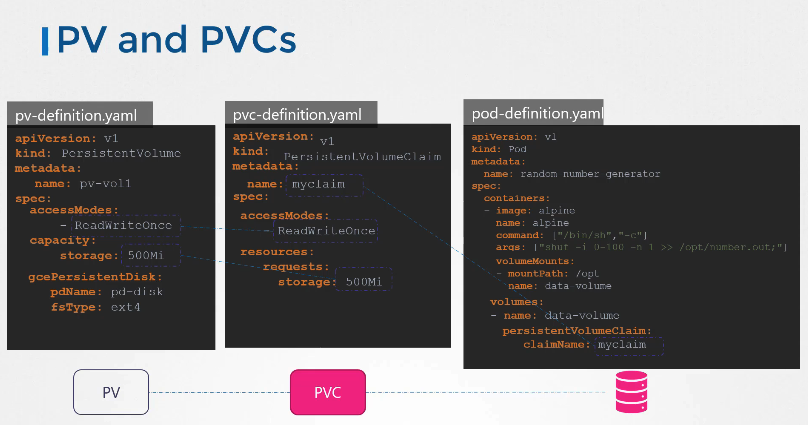 PV and PVCs
pv-definition.yaml
apiVersion: v1
kind: PersistentVolume
metadata:
name: pv-vol1
spec:
accessModes:
- ReadWriteOnce
capacity:
storage: 500Mi
gcePersistentDisk:
pdName: pd-disk
fsType: ext4
pvc-definition.yaml
apiVersion: v1
kind: PersistentVolumeClaim
metadata:
name: myclaim
spec:
accessModes:
ReadWriteOnce
resources:
requests:
storage: 500Mi
pod-definition.yaml
apiVersion: v1
kind: Pod
metadata:
name: random number generator
spec:
containers:
- image: alpine
name: alpine
command: ["/bin/sh","-c"]
args: ["shuf -i 0-100 -n 1 >> /opt/number.out;"]
volumeMounts:
- mountPath: /opt
name: data volume
volumes:
- name: data-volume
persistentVolumeClaim:
claimName: myclaim
PV
PVC